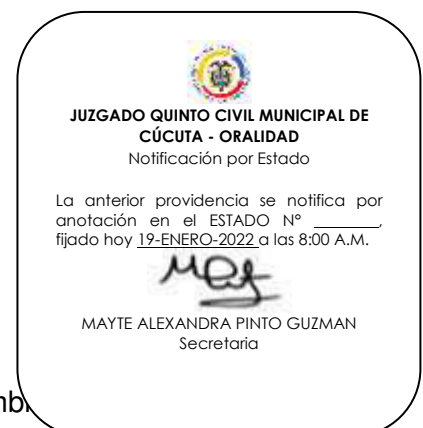 JUZGADO QUINTO CIVIL MUNICIPAL DE
CÚCUTA - ORALIDAD
Notificación por Estado
La anterior providencia se notifica por
anotación en el ESTADO N° _______,
fijado hoy 19-ENERO-2022 a las 8:00 A.M.
MAYTE ALEXANDRA PINTO GUZMAN
Secretaria